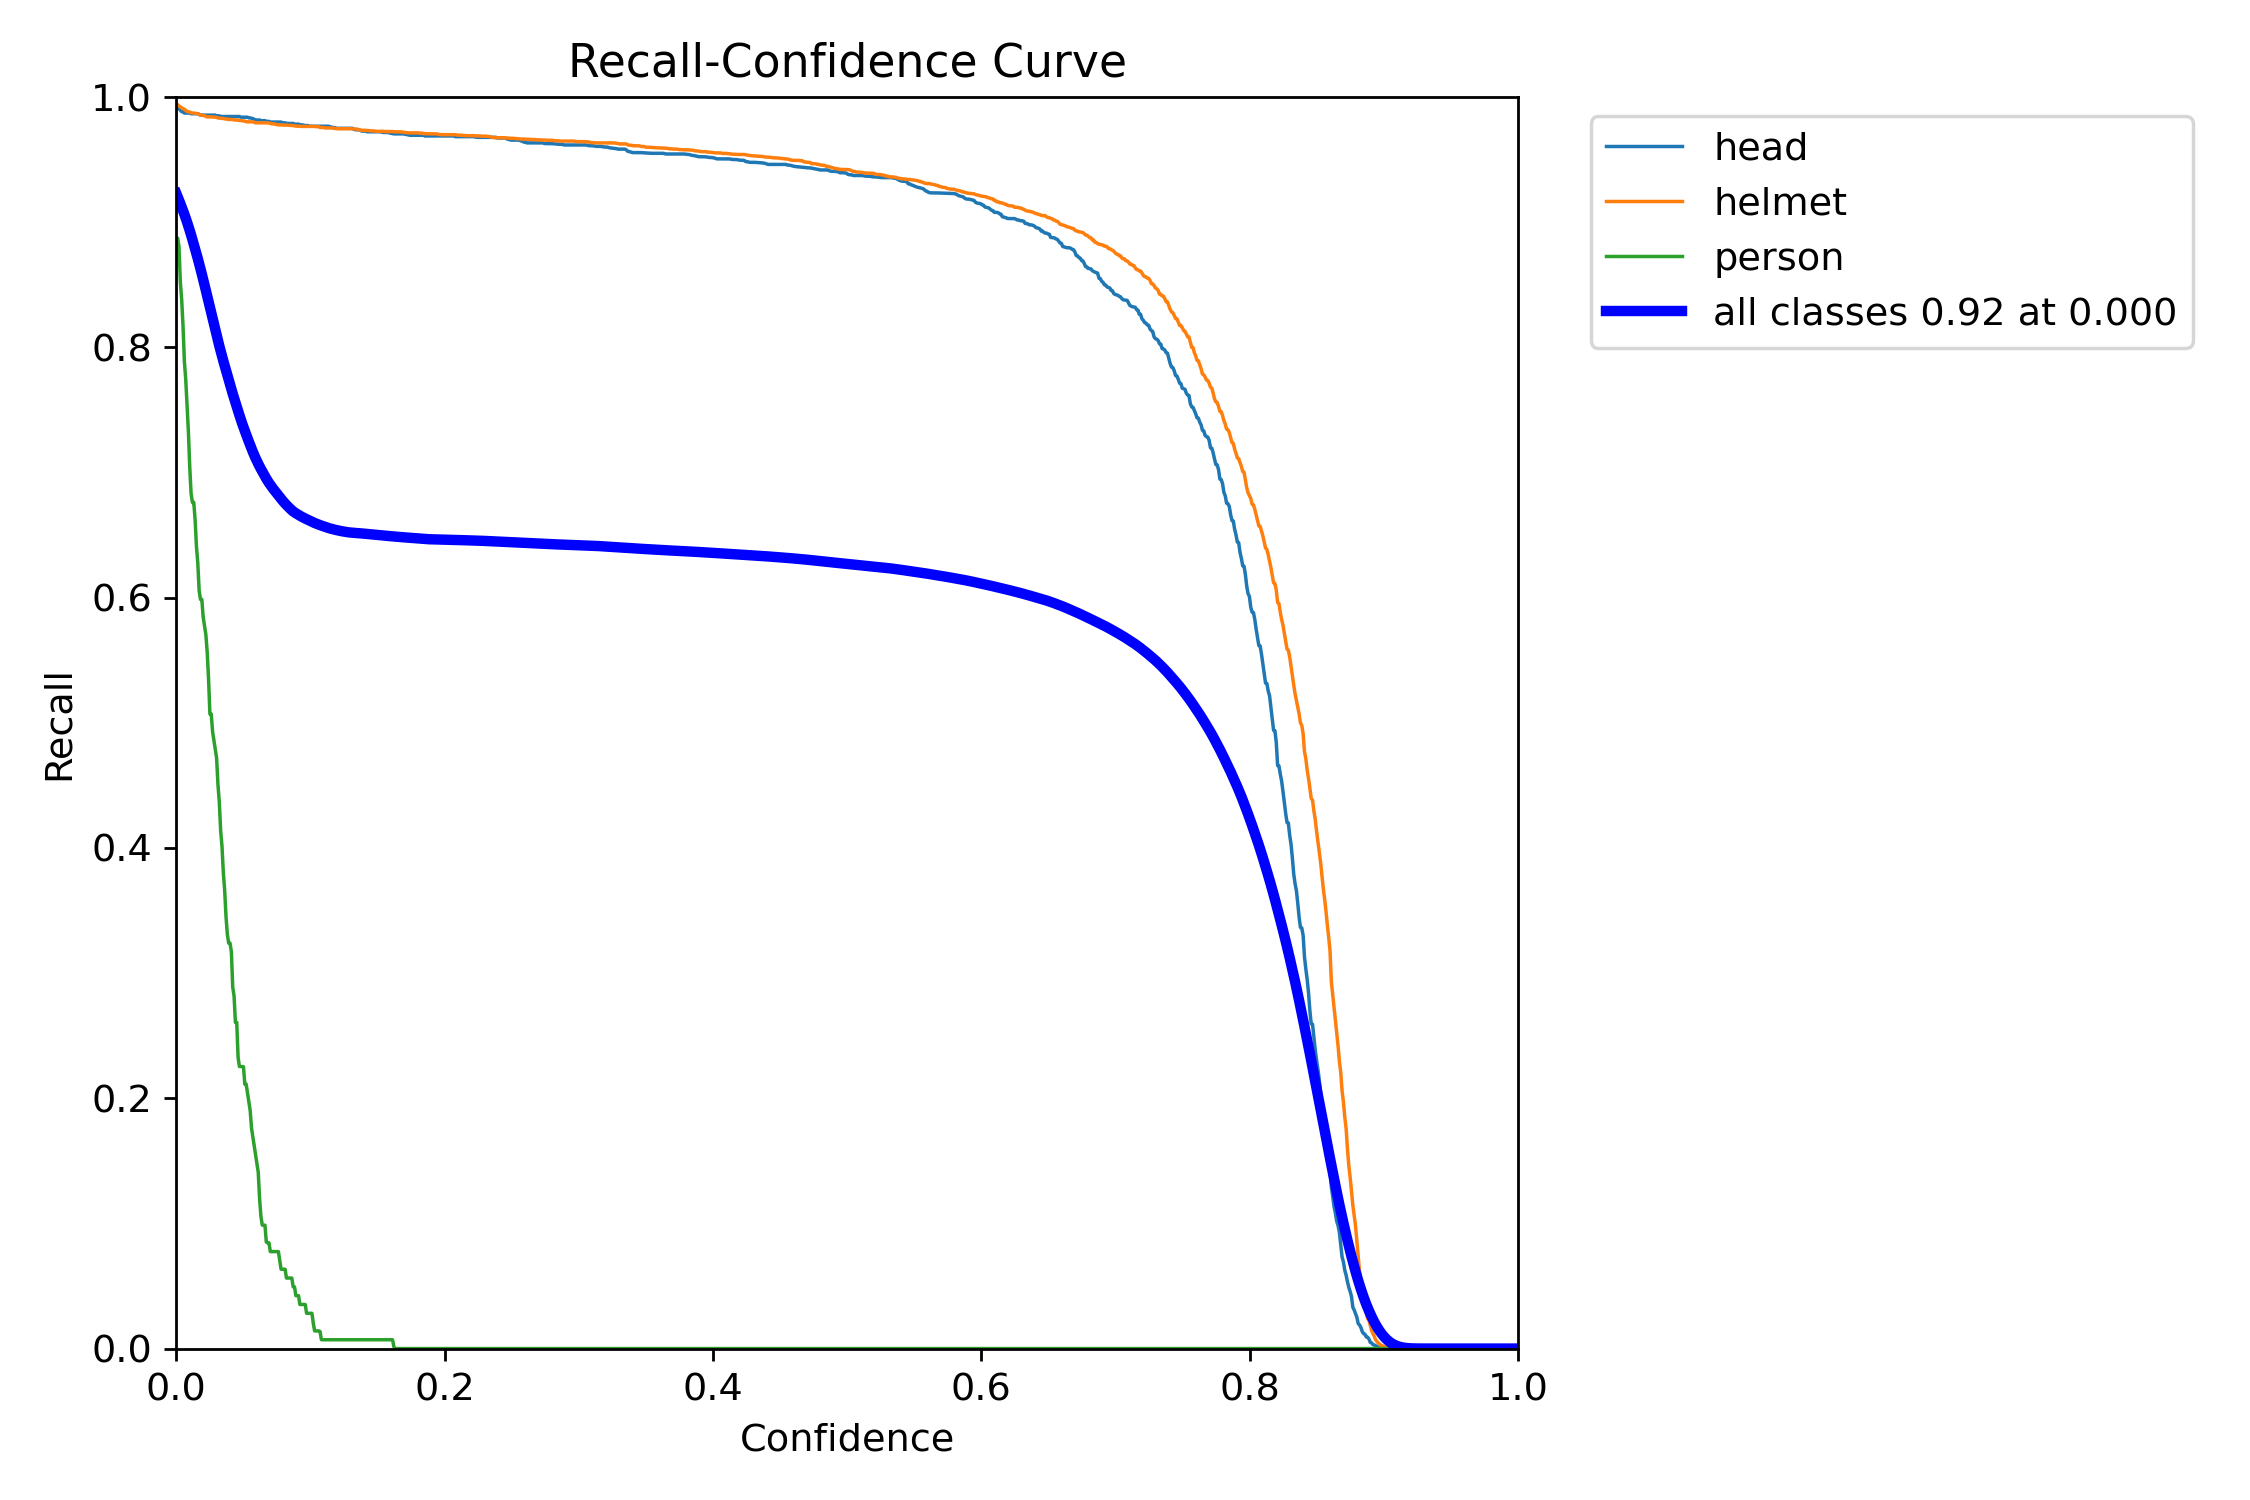 Recall-Confidence Curve
1.0
0.8
0.6
0.4
0.2
0.0
Recall
0.0 0.2 0.4 0.6 0.8 1.0
Confidence
head
helmet
person
all classes 0.92 at 0.000